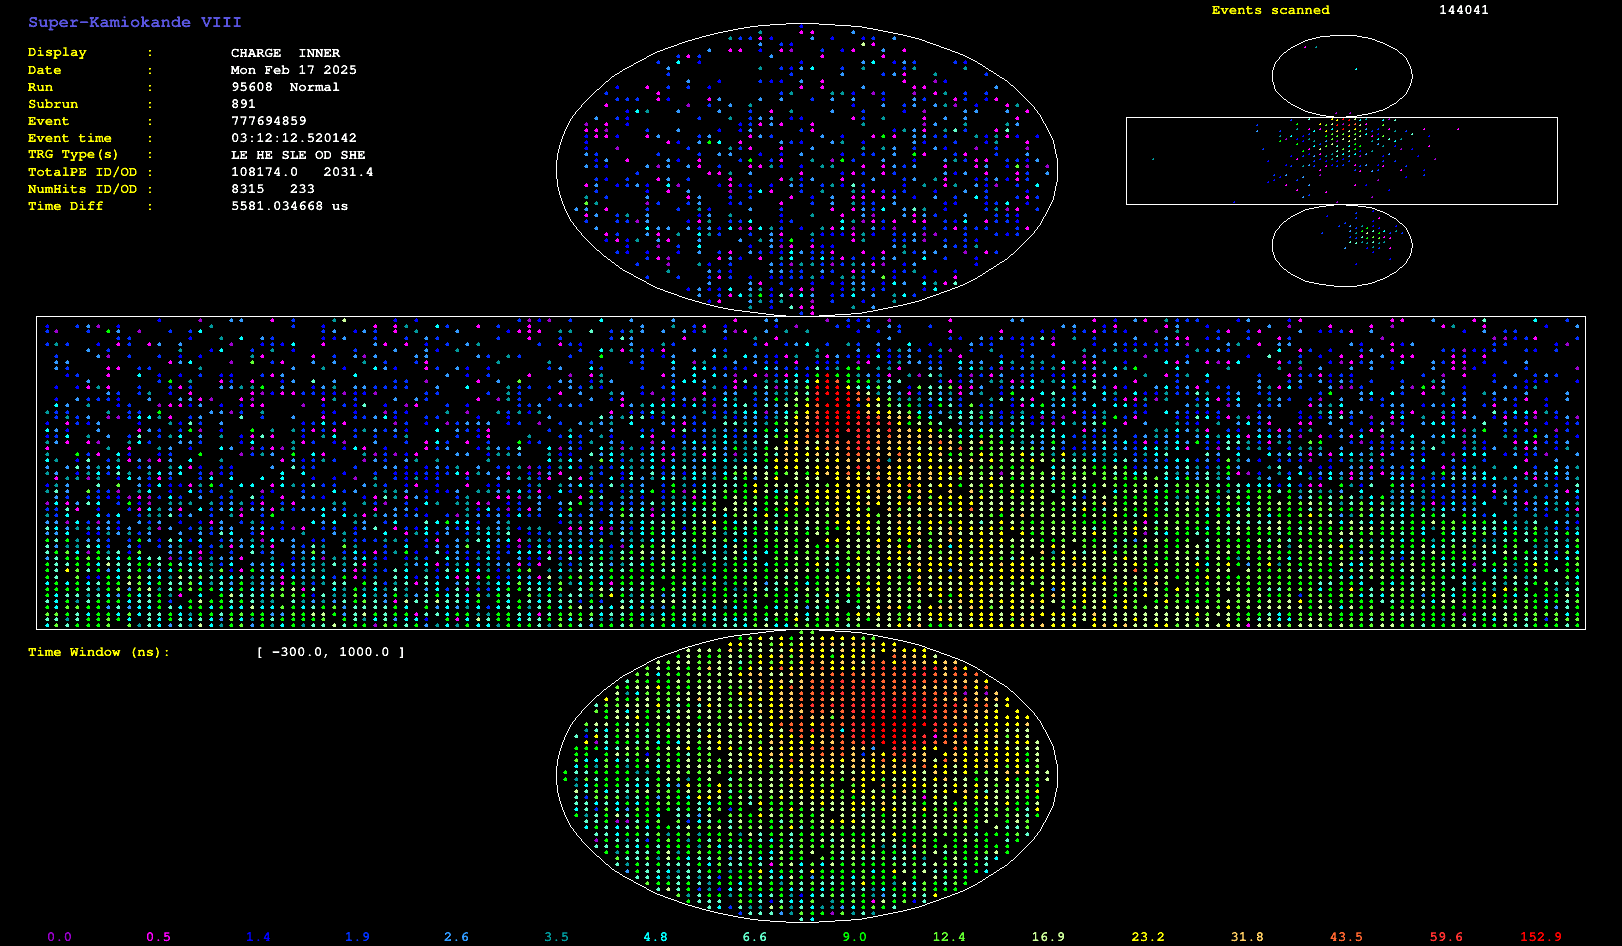 Super-Kamiokande VIII
Events scanned 144041
Display : CHARGE INNER
Date : Mon Feb 17 2025
Run : 95608 Normal
Subrun : 891
Event : 777694859
Event time : 03:12:12.520142
TRG Type(s) : LE HE SLE OD SHE
TotalPE ID/OD : 108174.0 2031.4
NumHits ID/OD : 8315 233
Time Diff : 5581.034668 us
Time Window (ns): [ -300.0, 1000.0 ]
0.0 0.5 1.4 1.9 2.6 3.5 4.8 6.6 9.0 12.4 16.9 23.2 31.8 43.5 59.6 152.9